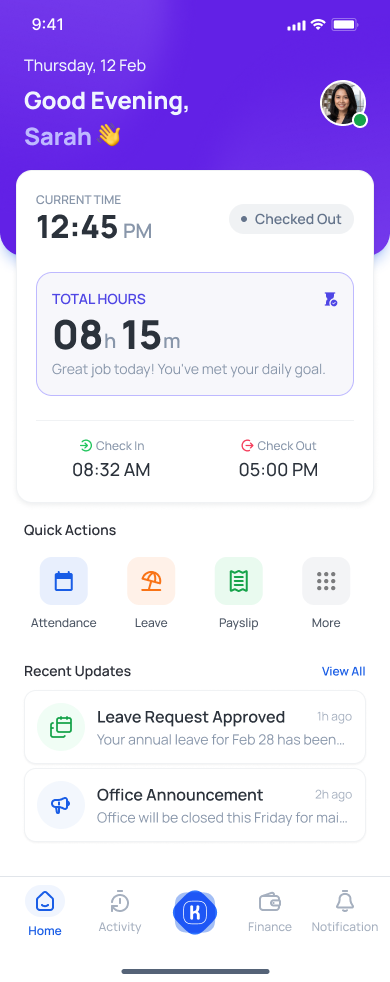 9:41
Thursday, 12 Feb
Good Evening,
Sarah 👋
CURRENT TIME
12:45 PM
Checked Out
TOTAL HOURS
08h 15m
Great job today! You've met your daily goal.
Check In
08:32 AM
Check Out
05:00 PM
Quick Actions
Attendance
Leave
Payslip
More
Recent Updates
View All
Leave Request Approved
1h ago
Your annual leave for Feb 28 has been...
Office Announcement
2h ago
Office will be closed this Friday for mai...
K
Home
Activity
Finance
Notification